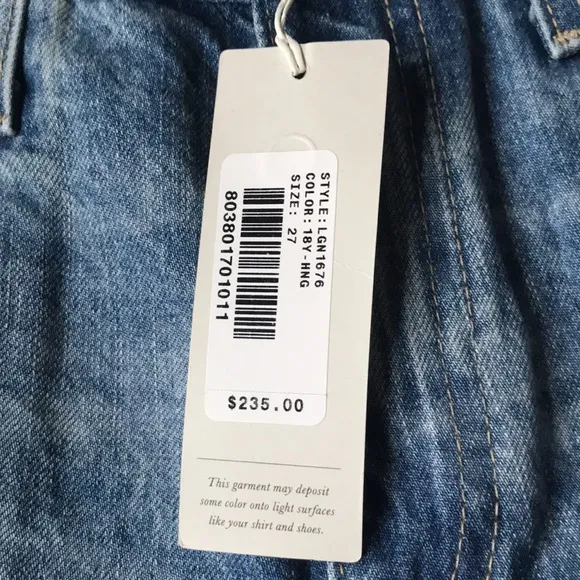 STYLE:LGN1676
COLOR:18Y-HNG
SIZE: 27
803801701011
$235.00
This garment may deposit
some color onto light surfaces
like your shirt and shoes.